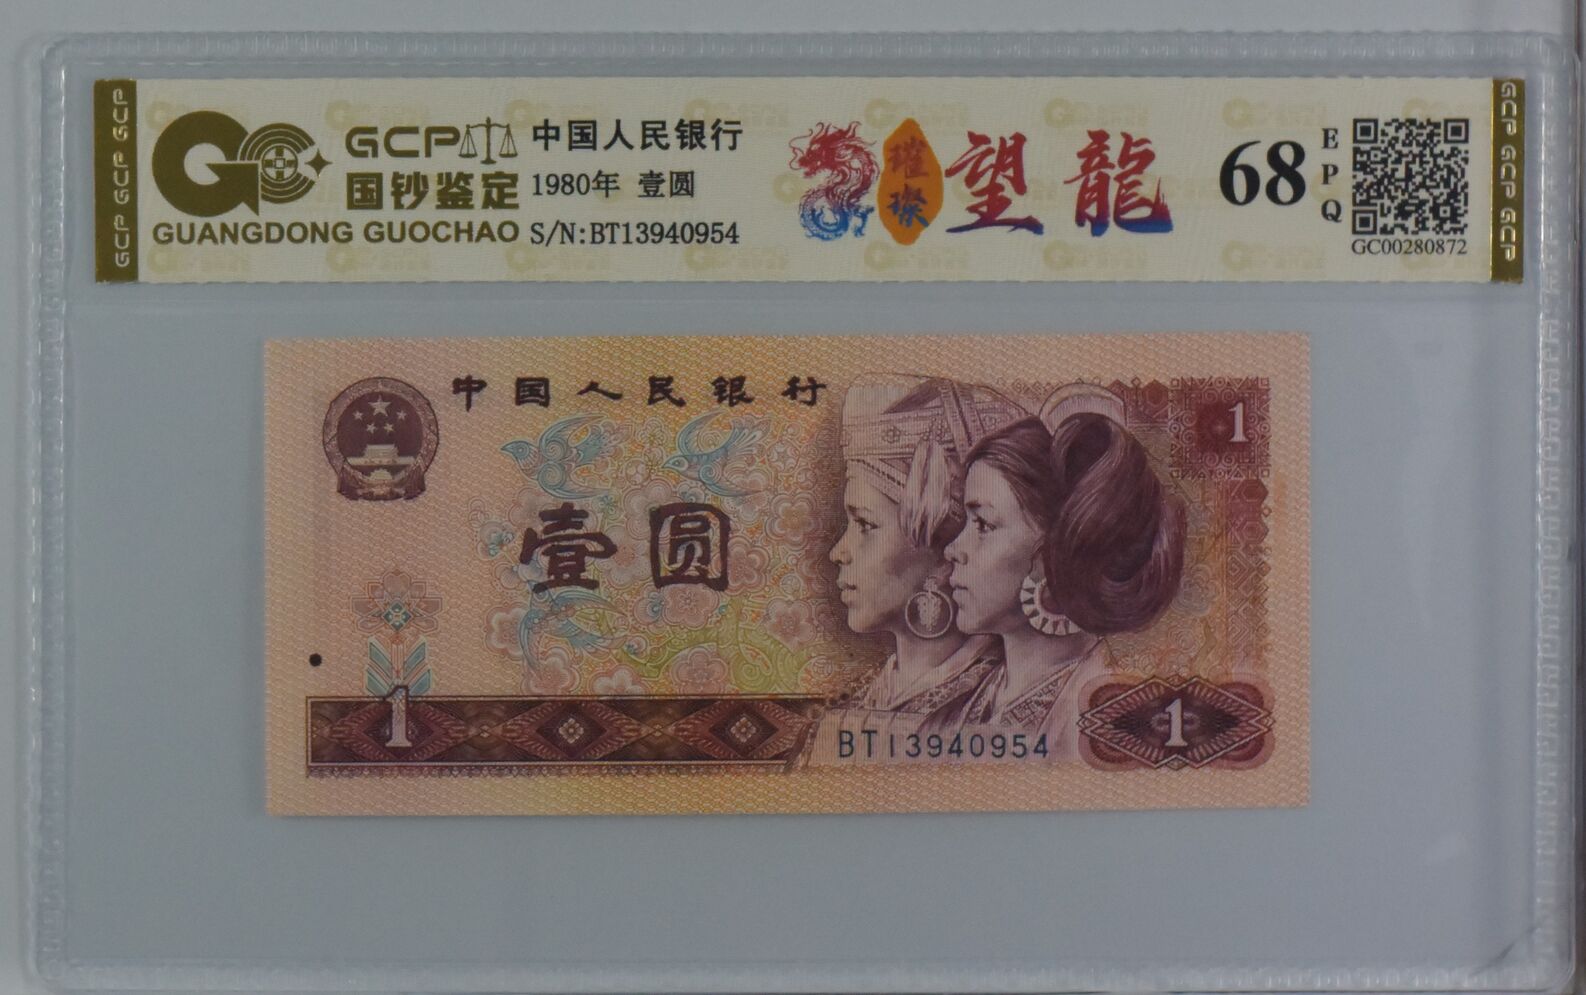 GCP GCP GCP
GCP
国钞鉴定
GUANGDONG GUOCHAO
中国人民银行
1980年 壹圆
S/N:BT13940954
璀璨
望龍
68
EPQ
GC00280872
GCP GCP GCP
中国人民银行
1
壹圆
1
BT13940954
1